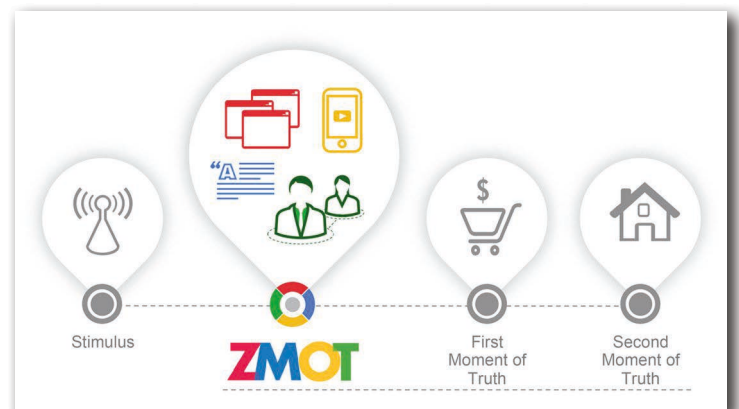 “A
$
Stimulus
ZMOT
First
Moment of
Truth
Second
Moment of
Truth